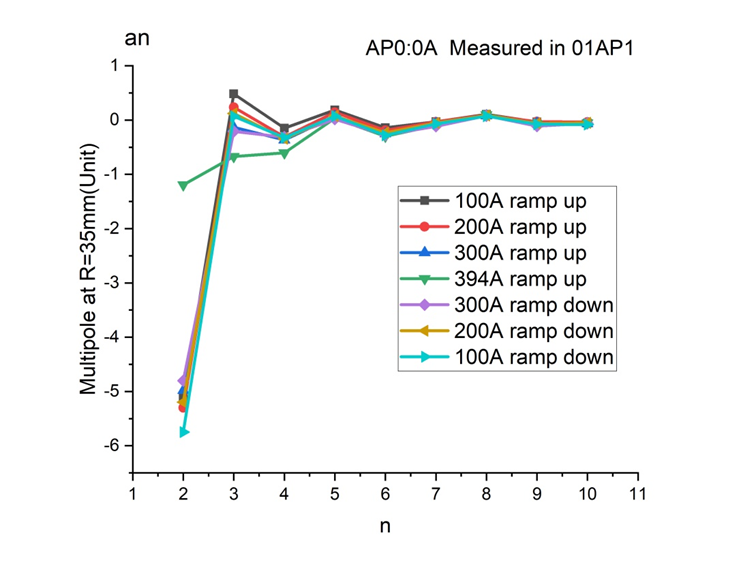 an
AP0:0A Measured in 01AP1
Multipole at R=35mm(Unit)
1
0
-1
-2
-3
-4
-5
-6
100A ramp up
200A ramp up
300A ramp up
394A ramp up
300A ramp down
200A ramp down
100A ramp down
1 2 3 4 5 6 7 8 9 10 11
n